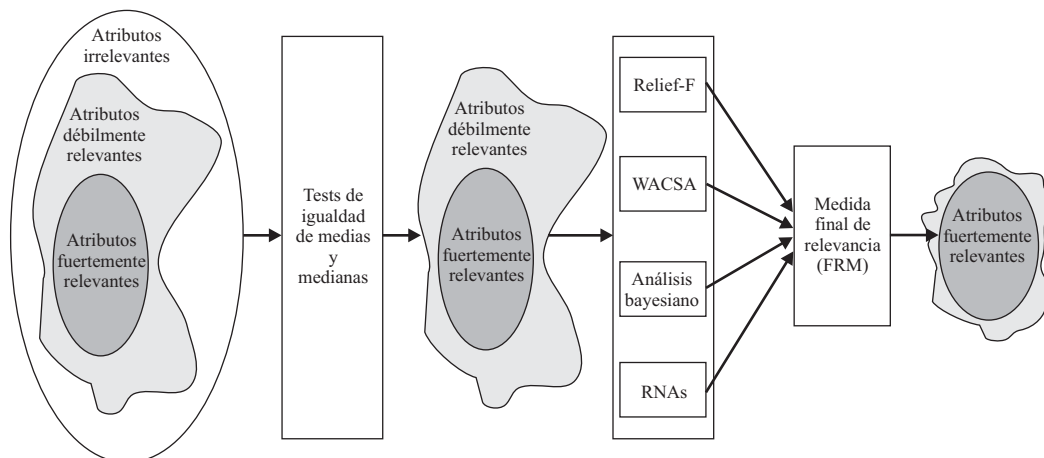 Atributos
irrelevantes
Atributos
débilmente
relevantes
Atributos
fuertemente
relevantes
Tests de
igualdad
de medias
y
medianas
Atributos
débilmente
relevantes
Atributos
fuertemente
relevantes
Relief-F
WACSA
Análisis
bayesiano
RNAs
Medida
final de
relevancia
(FRM)
Atributos
fuertemente
relevantes